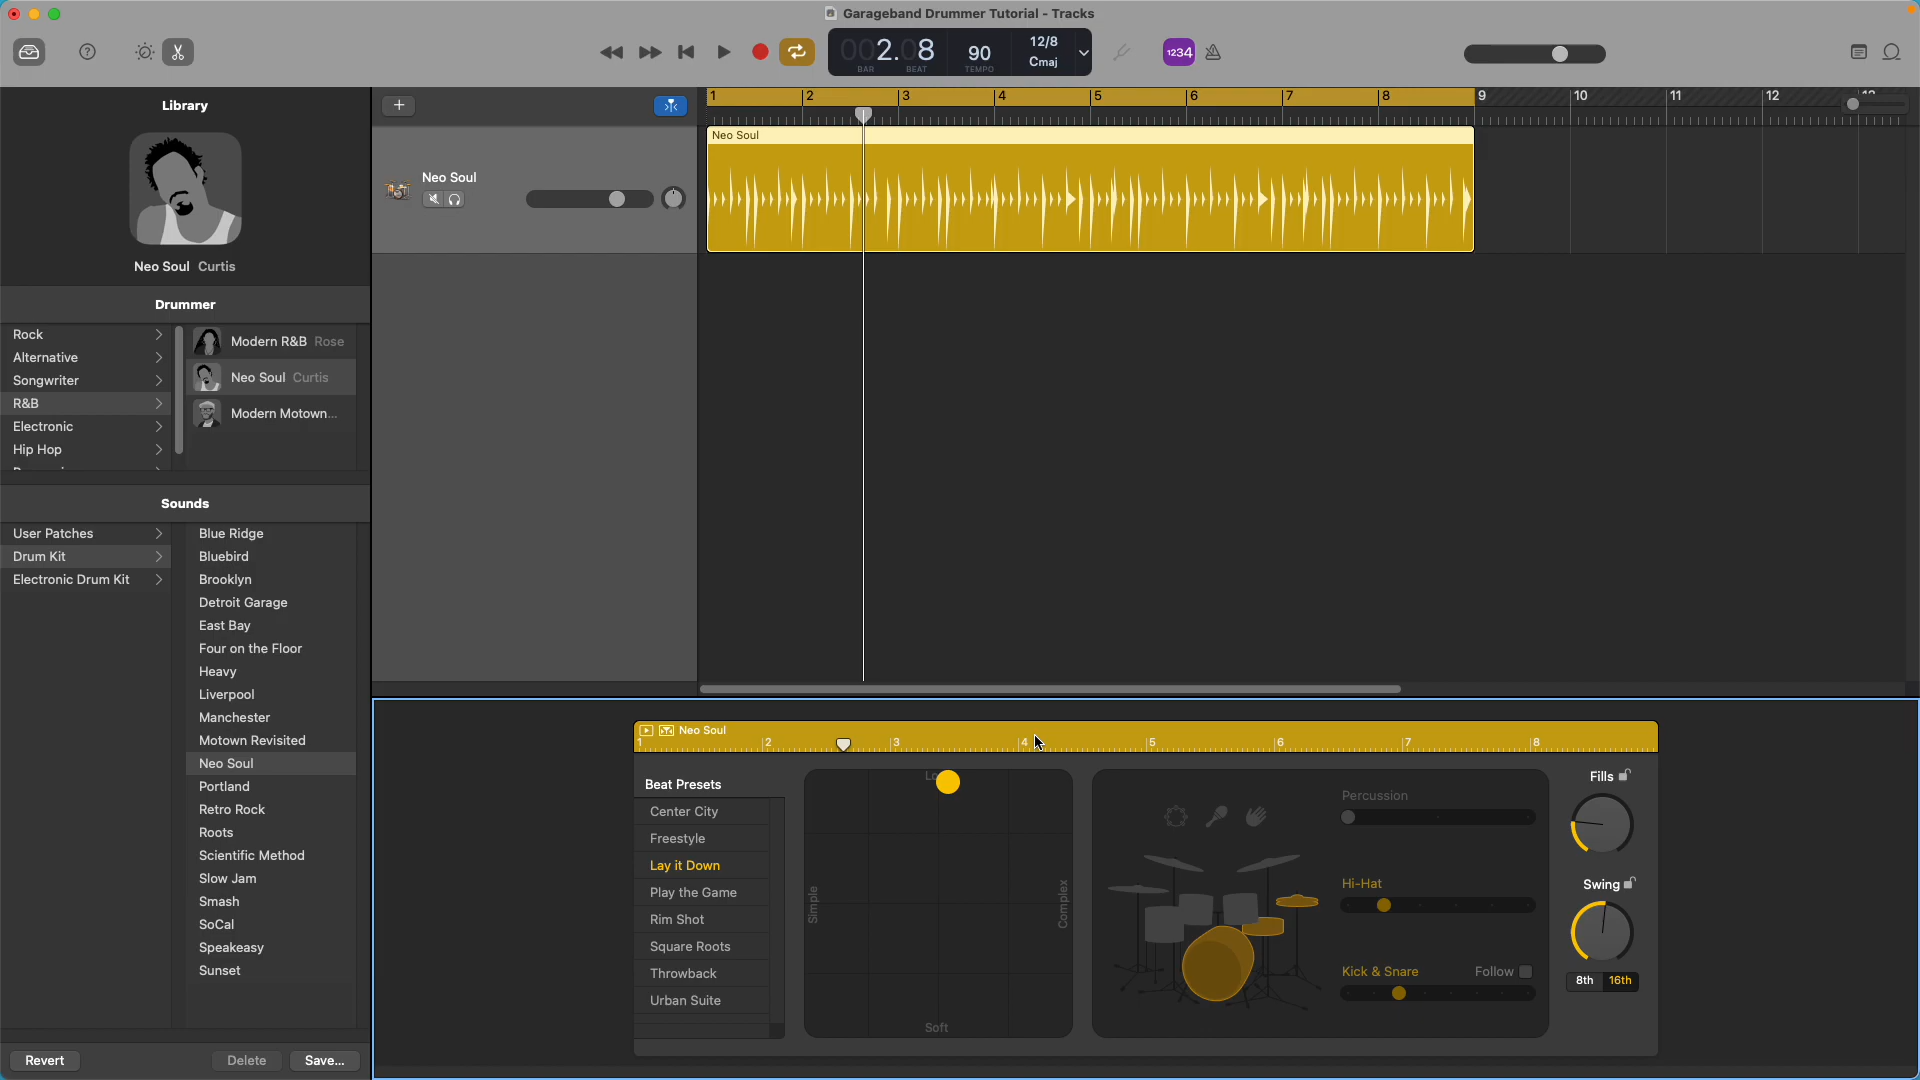 Garageband Drummer Tutorial - Tracks
002.08
BAR
BEAT
90
TEMPO
12/8
Cmaj
1234
Library
Neo Soul Curtis
Drummer
Rock
Alternative
Songwriter
R&B
Electronic
Hip Hop
Modern R&B Rose
Neo Soul Curtis
Modern Motown...
Sounds
User Patches
Drum Kit
Electronic Drum Kit
Blue Ridge
Bluebird
Brooklyn
Detroit Garage
East Bay
Four on the Floor
Heavy
Liverpool
Manchester
Motown Revisited
Neo Soul
Portland
Retro Rock
Roots
Scientific Method
Slow Jam
Smash
SoCal
Speakeasy
Sunset
Revert
Delete
Save...
Neo Soul
1 2 3 4 5 6 7 8 9 10 11 12
Neo Soul
Neo Soul
1 2 3 4 5 6 7 8
Beat Presets
Center City
Freestyle
Lay it Down
Play the Game
Rim Shot
Square Roots
Throwback
Urban Suite
Simple
Complex
Soft
Percussion
Hi-Hat
Kick & Snare
Follow
Fills
Swing
8th 16th